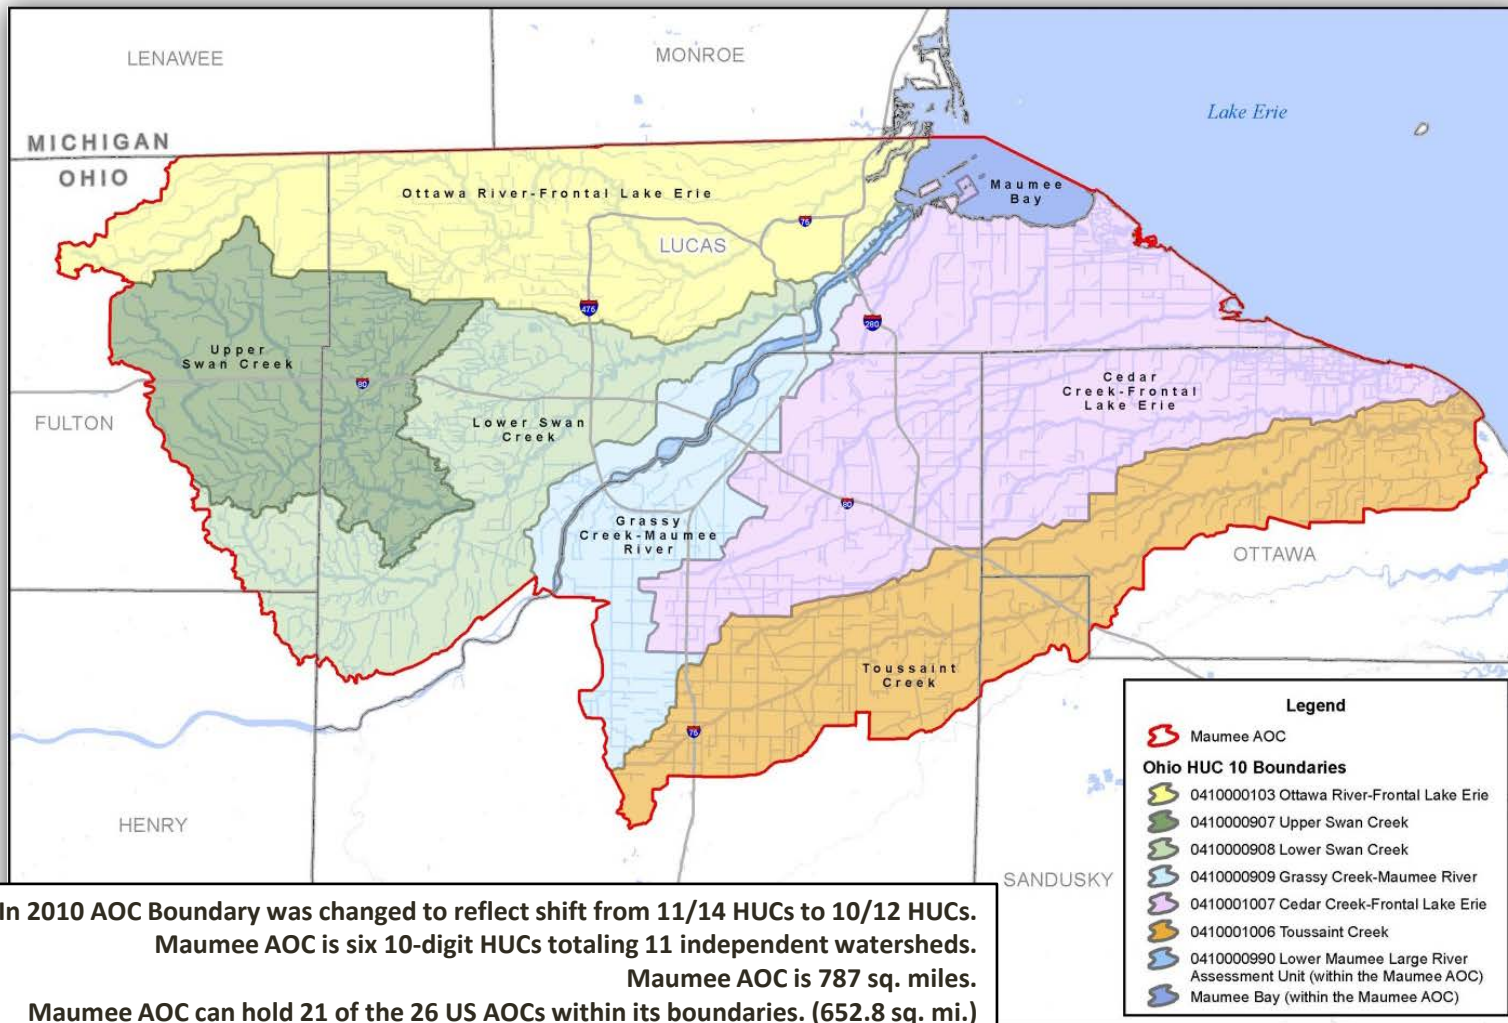 LENAWEE
MONROE
Lake Erie
MICHIGAN
OHIO
Ottawa River-Frontal Lake Erie
Maumee
Bay
75
LUCAS
475
280
Upper
Swan Creek
80
Cedar
Creek-Frontal
Lake Erie
FULTON
Lower Swan
Creek
80
Grassy
Creek-Maumee
River
OTTAWA
Toussaint
Creek
75
HENRY
SANDUSKY
Legend
Maumee AOC
Ohio HUC 10 Boundaries
0410000103 Ottawa River-Frontal Lake Erie
0410000907 Upper Swan Creek
0410000908 Lower Swan Creek
0410000909 Grassy Creek-Maumee River
0410001007 Cedar Creek-Frontal Lake Erie
0410001006 Toussaint Creek
0410000990 Lower Maumee Large River
Assessment Unit (within the Maumee AOC)
Maumee Bay (within the Maumee AOC)
In 2010 AOC Boundary was changed to reflect shift from 11/14 HUCs to 10/12 HUCs.
Maumee AOC is six 10-digit HUCs totaling 11 independent watersheds.
Maumee AOC is 787 sq. miles.
Maumee AOC can hold 21 of the 26 US AOCs within its boundaries. (652.8 sq. mi.)